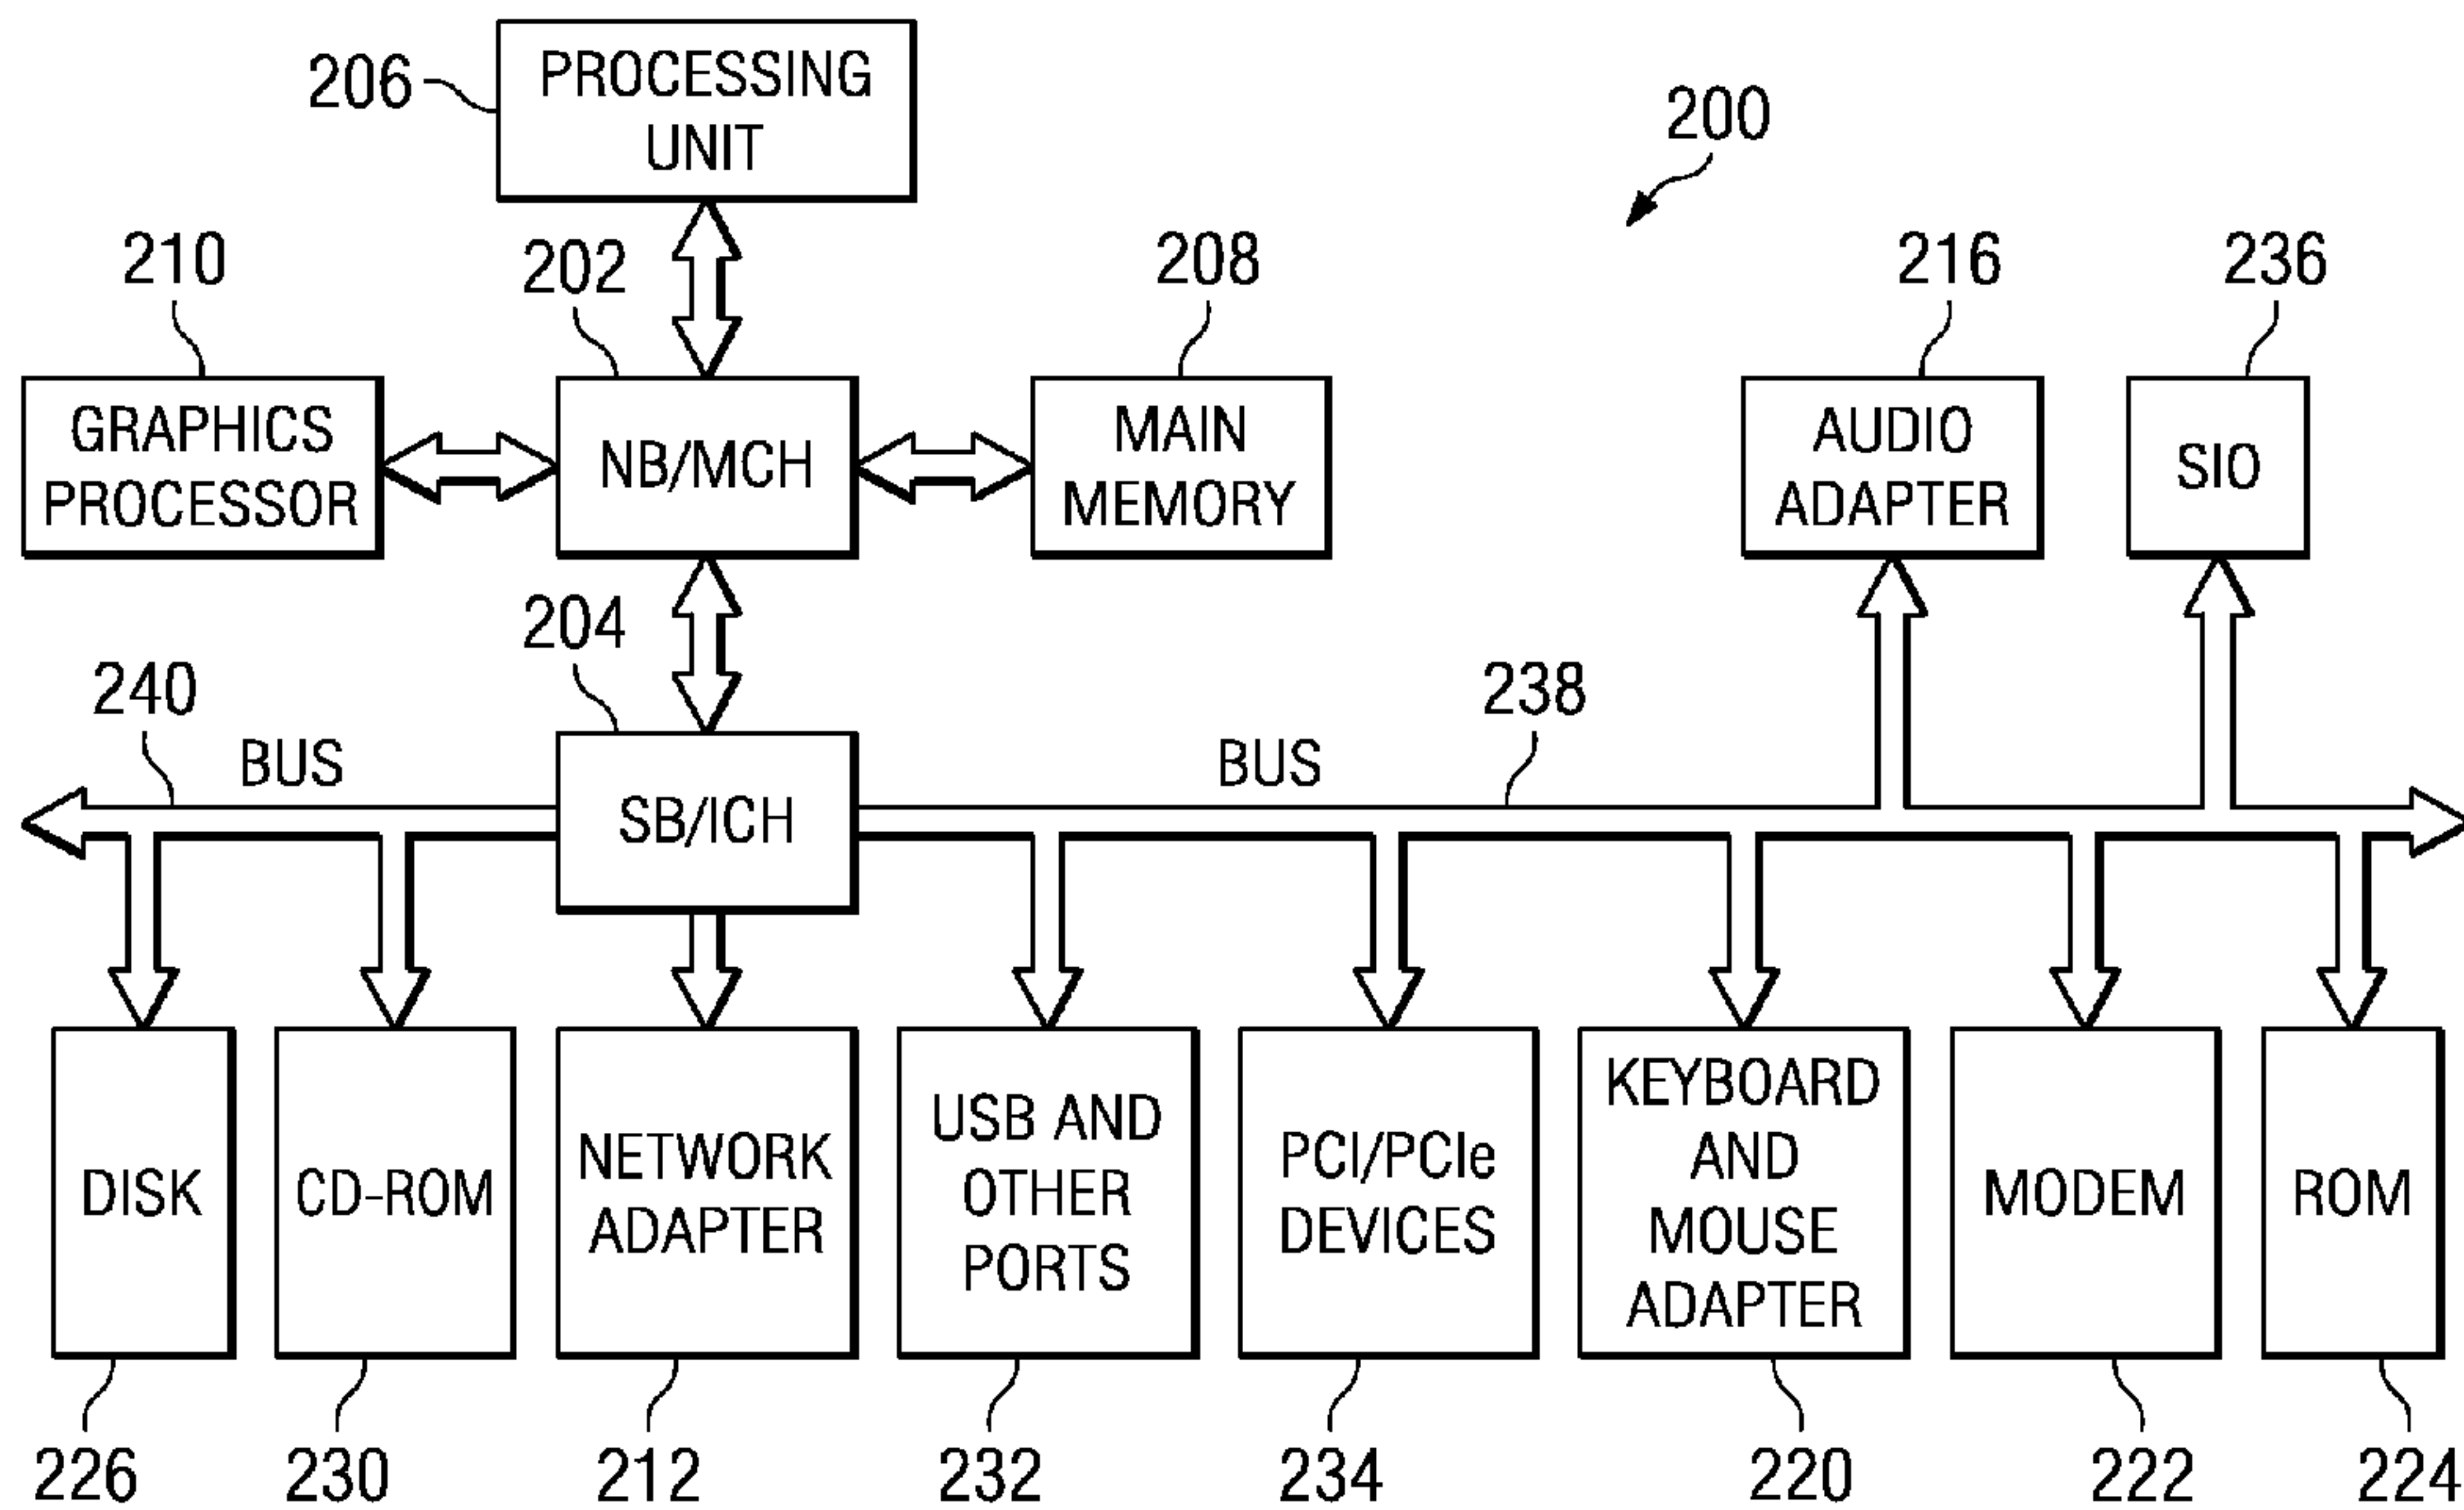 PROCESSING
UNIT
206
200
210
202
208
216
236
GRAPHICS
PROCESSOR
NB/MCH
MAIN
MEMORY
AUDIO
ADAPTER
SIO
204
240
238
BUS
BUS
SB/ICH
DISK
CD-ROM
NETWORK
ADAPTER
USB AND
OTHER
PORTS
PCI/PCIe
DEVICES
KEYBOARD
AND
MOUSE
ADAPTER
MODEM
ROM
226
230
212
232
234
220
222
224